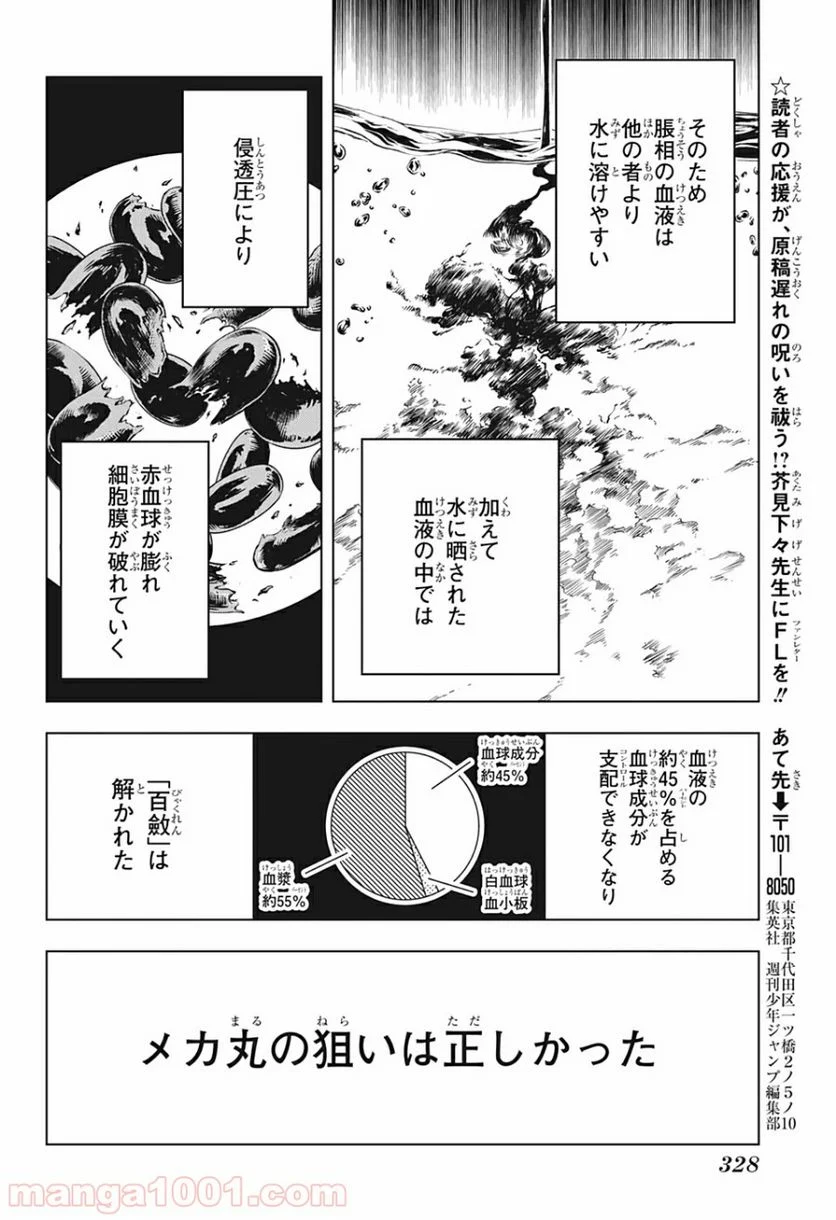 ☆読者の応援が、原稿遅れの呪いを祓う!?芥見下々先生にＦＬを!!
あて先➡〒101―8050
東京都千代田区一ツ橋２ノ５ノ10
集英社　週刊少年ジャンプ編集部
そのため
脹相の血液は
他の者より
水に溶けやすい
加えて
水に晒された
血液の中では
侵透圧により
赤血球が膨れ
細胞膜が破れていく
血液の
約45%を占める
血球成分が
支配できなくなり
血球成分
約45%
白血球
血小板
血漿
約55%
「百斂」は
解かれた
メカ丸の狙いは正しかった
328
manga1001.com